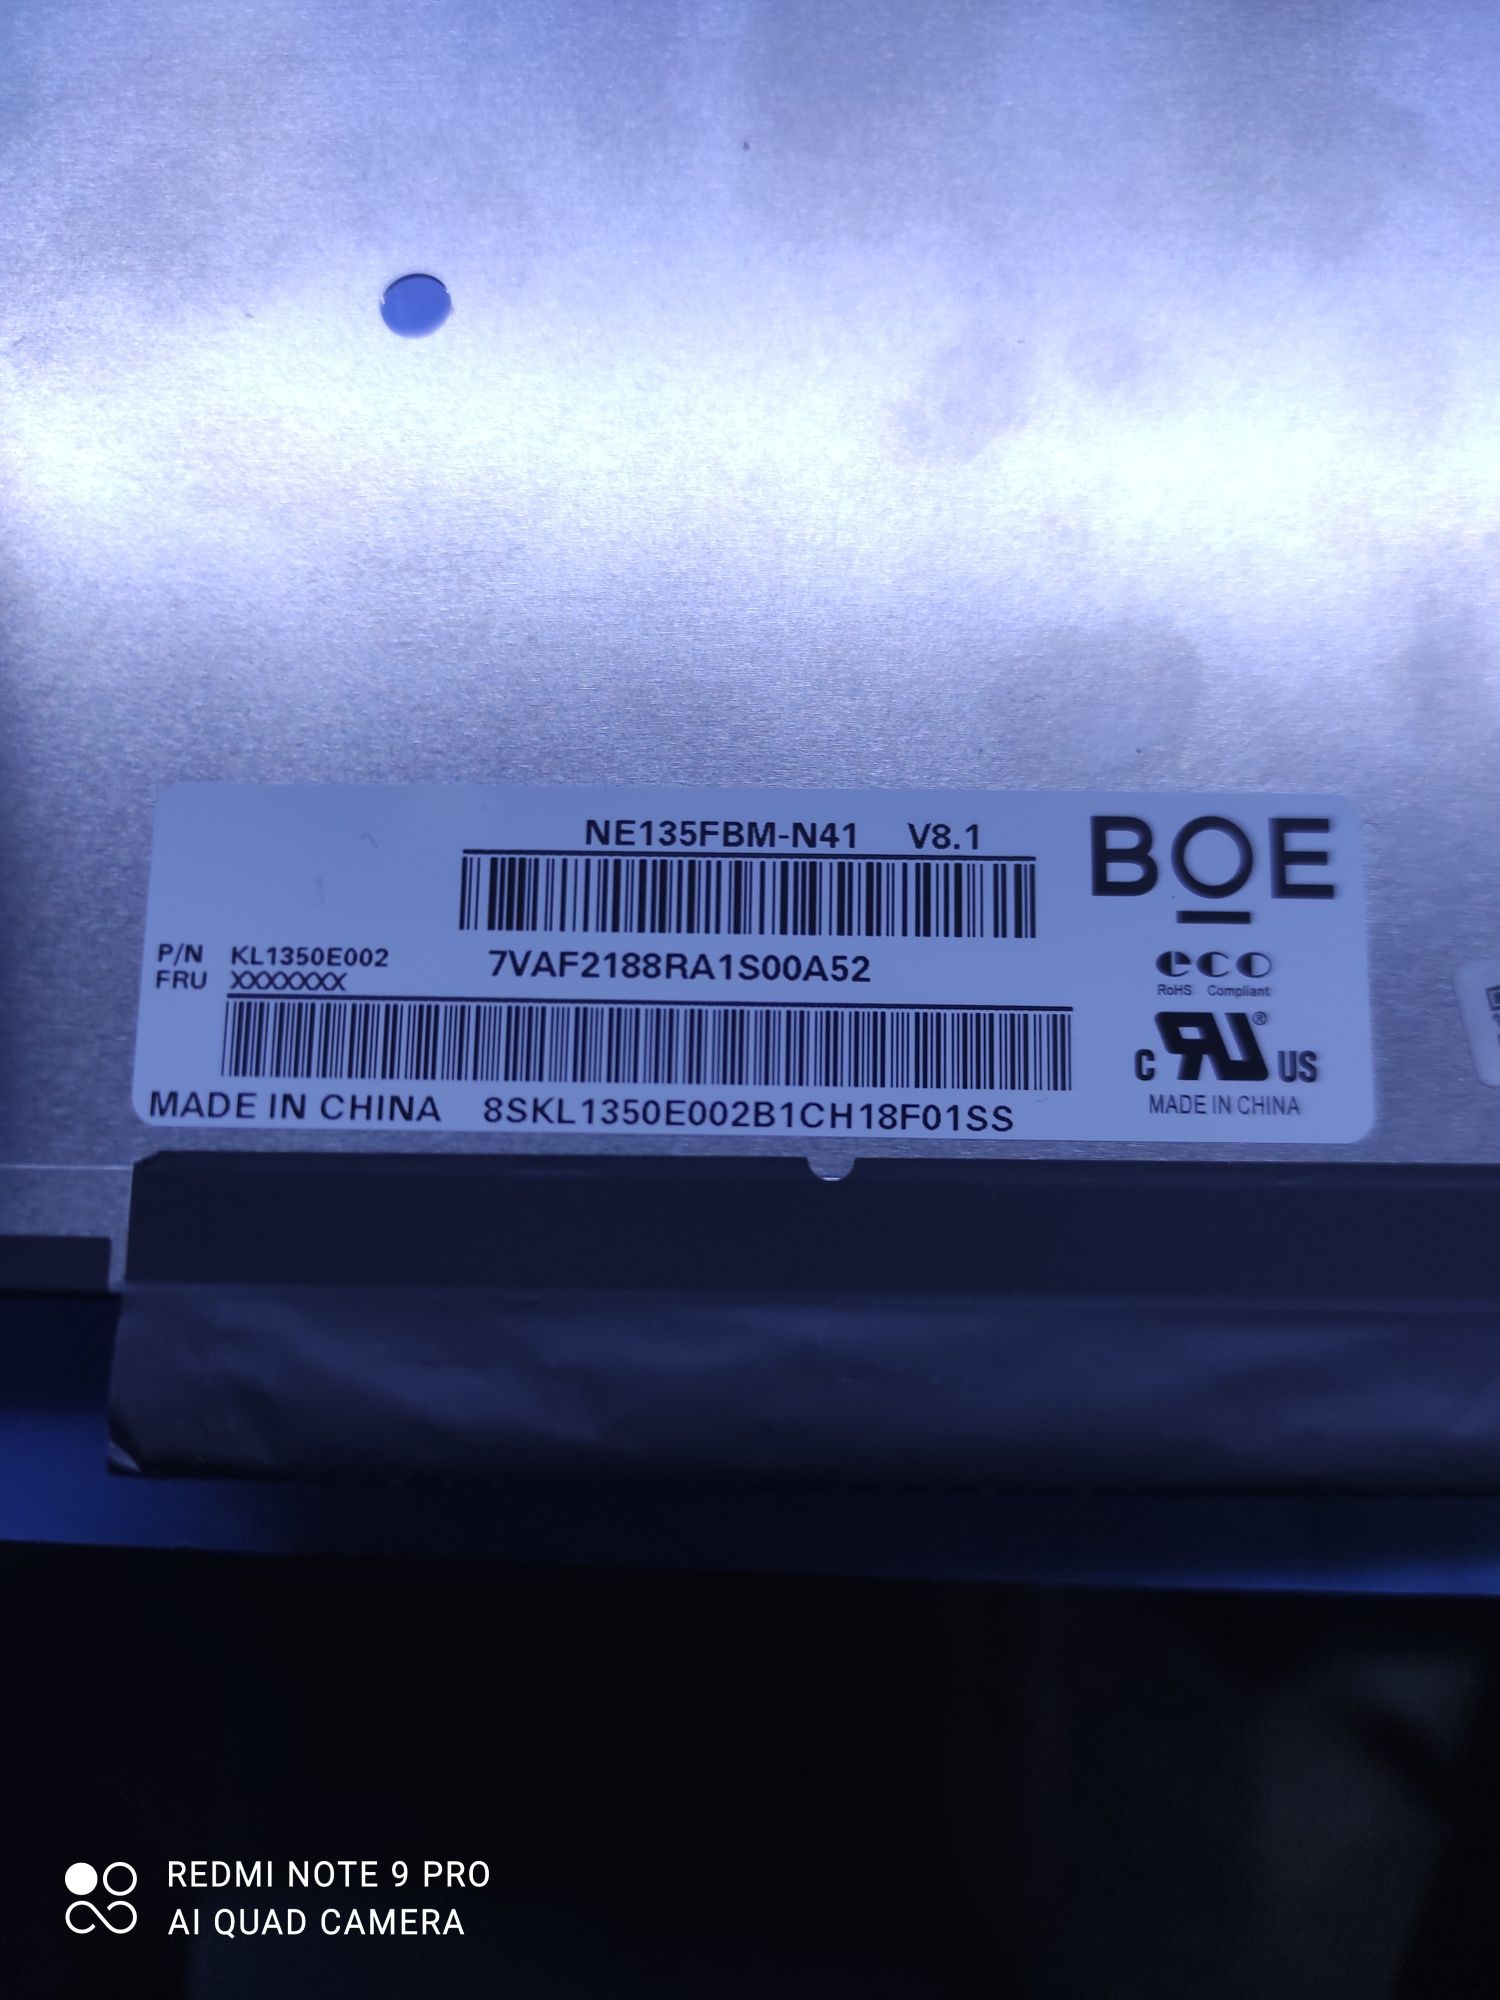 NE135FBM-N41 V8.1
BOE
P/N KL1350E002
FRU XXXXXXX
7VAF2188RA1S00A52
eco
RoHS Compliant
C RU ® US
MADE IN CHINA
MADE IN CHINA 8SKL1350E002B1CH18F01SS
REDMI NOTE 9 PRO
AI QUAD CAMERA